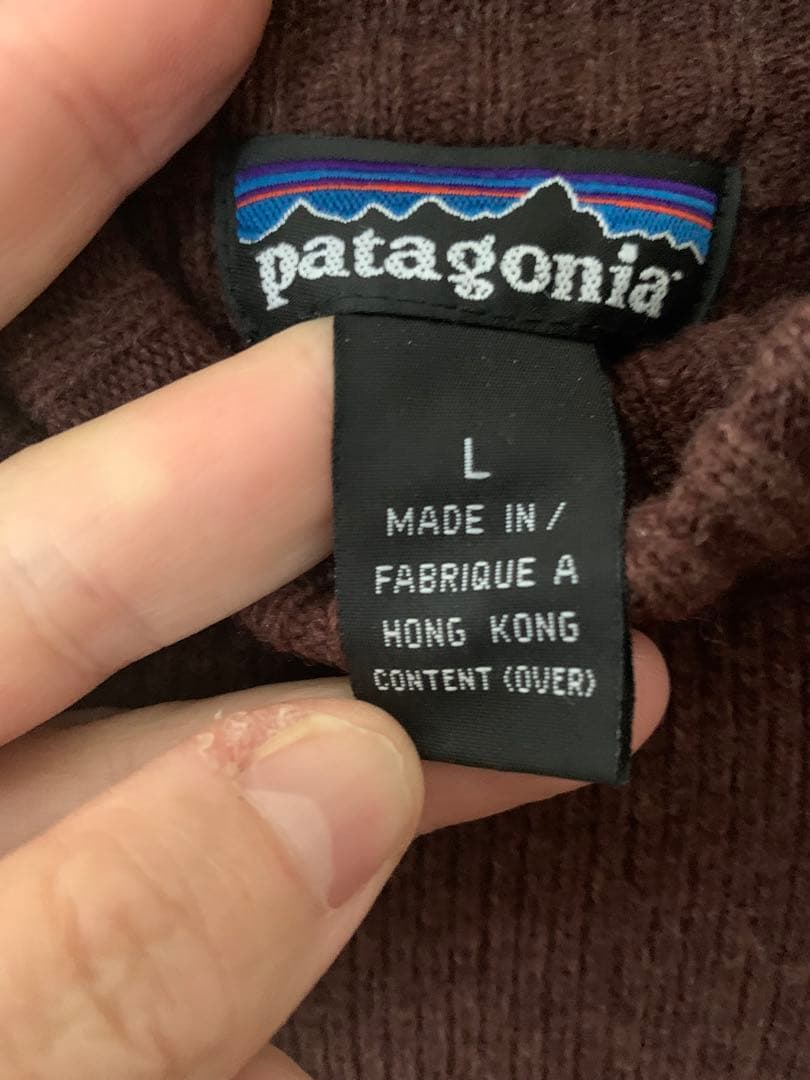 patagonia
L
MADE IN/
FABRIQUE A
HONG KONG
CONTENT (OVER)